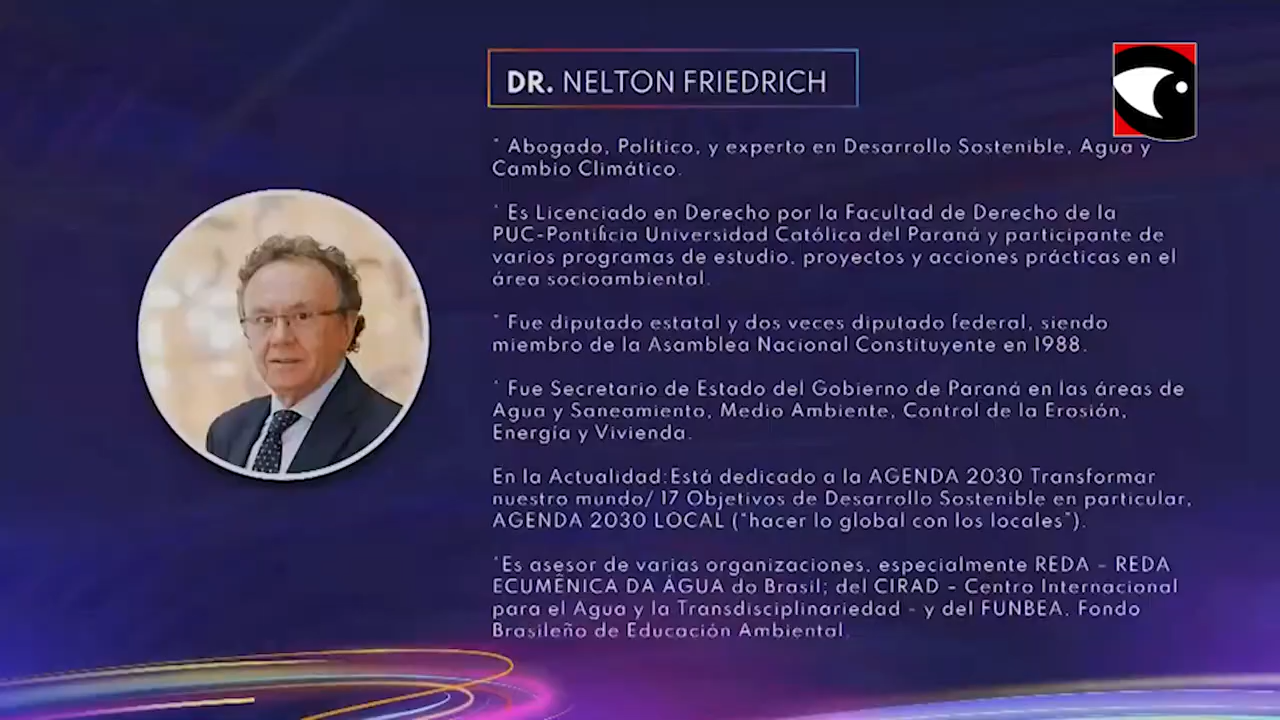 DR. NELTON FRIEDRICH
* Abogado, Político, y experto en Desarrollo Sostenible, Agua y
Cambio Climático.
* Es Licenciado en Derecho por la Facultad de Derecho de la
PUC-Pontificia Universidad Católica del Paraná y participante de
varios programas de estudio, proyectos y acciones prácticas en el
área socioambiental.
* Fue diputado estatal y dos veces diputado federal, siendo
miembro de la Asamblea Nacional Constituyente en 1988.
* Fue Secretario de Estado del Gobierno de Paraná en las áreas de
Agua y Saneamiento, Medio Ambiente, Control de la Erosión,
Energía y Vivienda.
En la Actualidad:Está dedicado a la AGENDA 2030 Transformar
nuestro mundo/ 17 Objetivos de Desarrollo Sostenible en particular,
AGENDA 2030 LOCAL ("hacer lo global con los locales").
*Es asesor de varias organizaciones, especialmente REDA – REDA
ECUMÊNICA DA ÁGUA do Brasil; del CIRAD – Centro Internacional
para el Agua y la Transdisciplinariedad - y del FUNBEA. Fondo
Brasileño de Educación Ambiental.